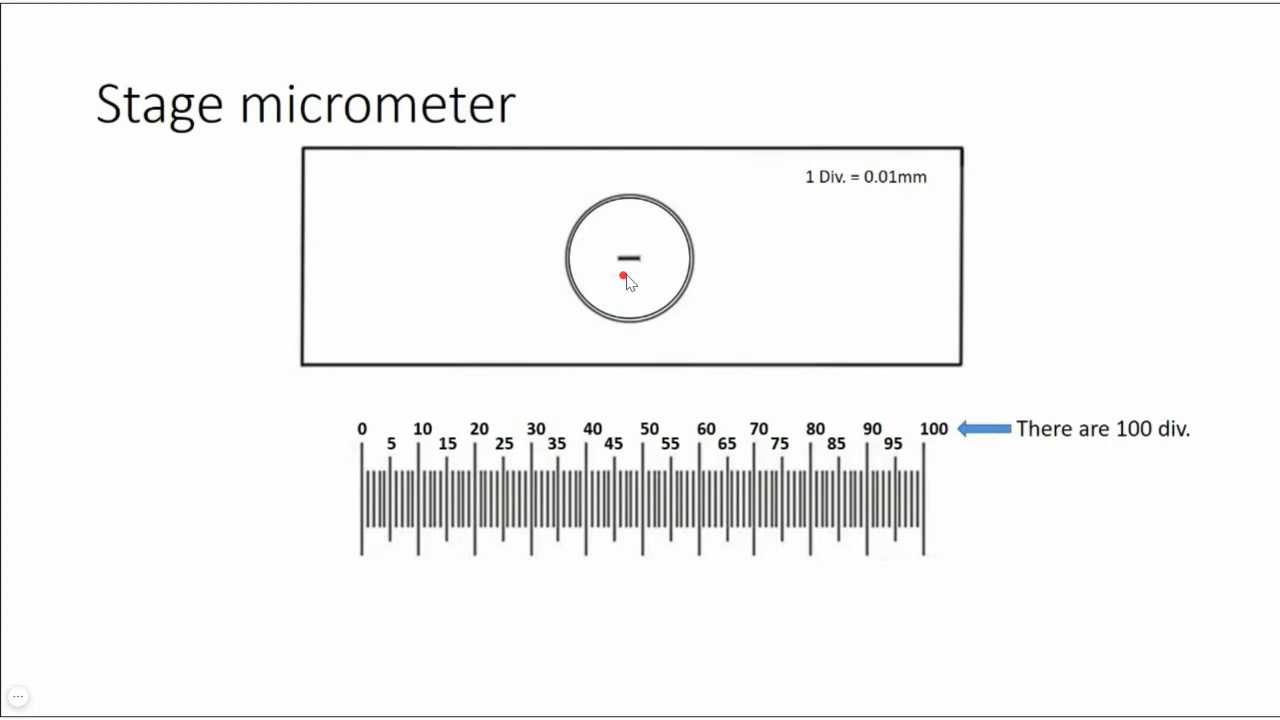 Stage micrometer
1 Div. = 0.01mm
0 10 20 30 40 50 60 70 80 90 100
There are 100 div.
5 15 25 35 45 55 65 75 85 95